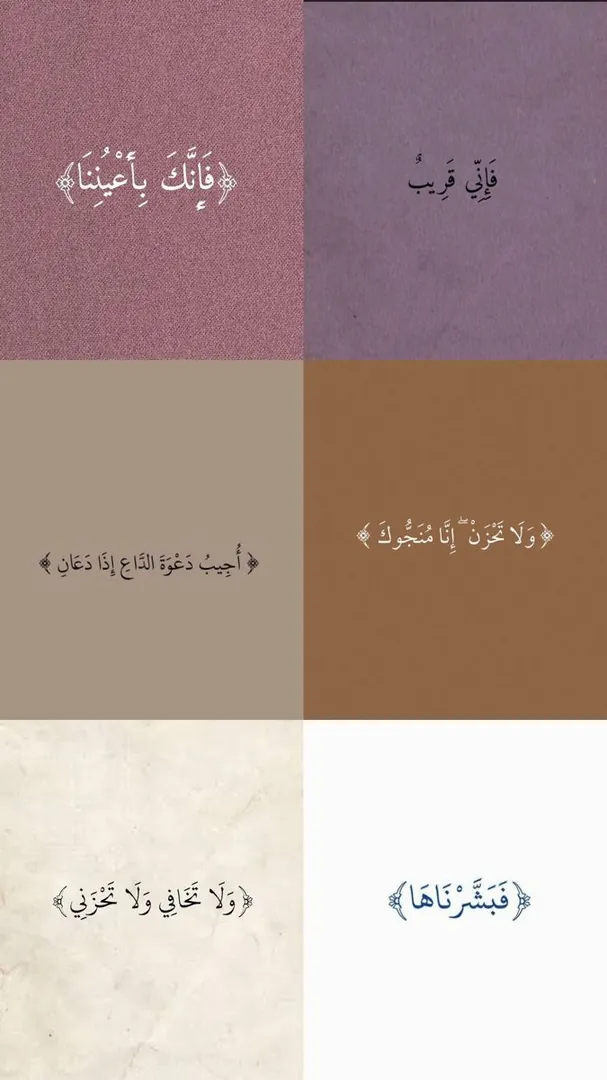 فَإِنِّي قَرِيبٌ
﴿فَإِنَّكَ بِأَعْيُنِنَا﴾
﴿وَلَا تَحْزَنْ ۖ إِنَّا مُنَجُّوكَ﴾
﴿أُجِيبُ دَعْوَةَ الدَّاعِ إِذَا دَعَانِ﴾
﴿فَبَشَّرْنَاهَا﴾
﴿وَلَا تَخَافِي وَلَا تَحْزَنِي﴾